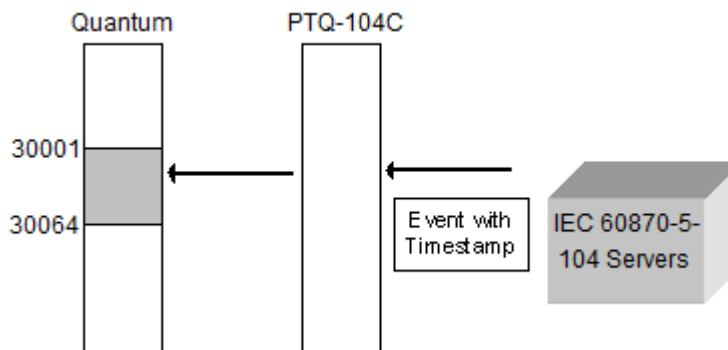 Quantum
PTQ-104C
30001
30064
Event with
Timestamp
IEC 60870-5-
104 Servers